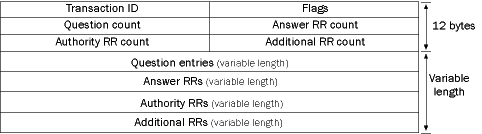 Transaction ID Flags
Question count Answer RR count 12 bytes
Authority RR count Additional RR count
Question entries (variable length)
Answer RRs (variable length) Variable
Authority RRs (variable length) length
Additional RRs (variable length)